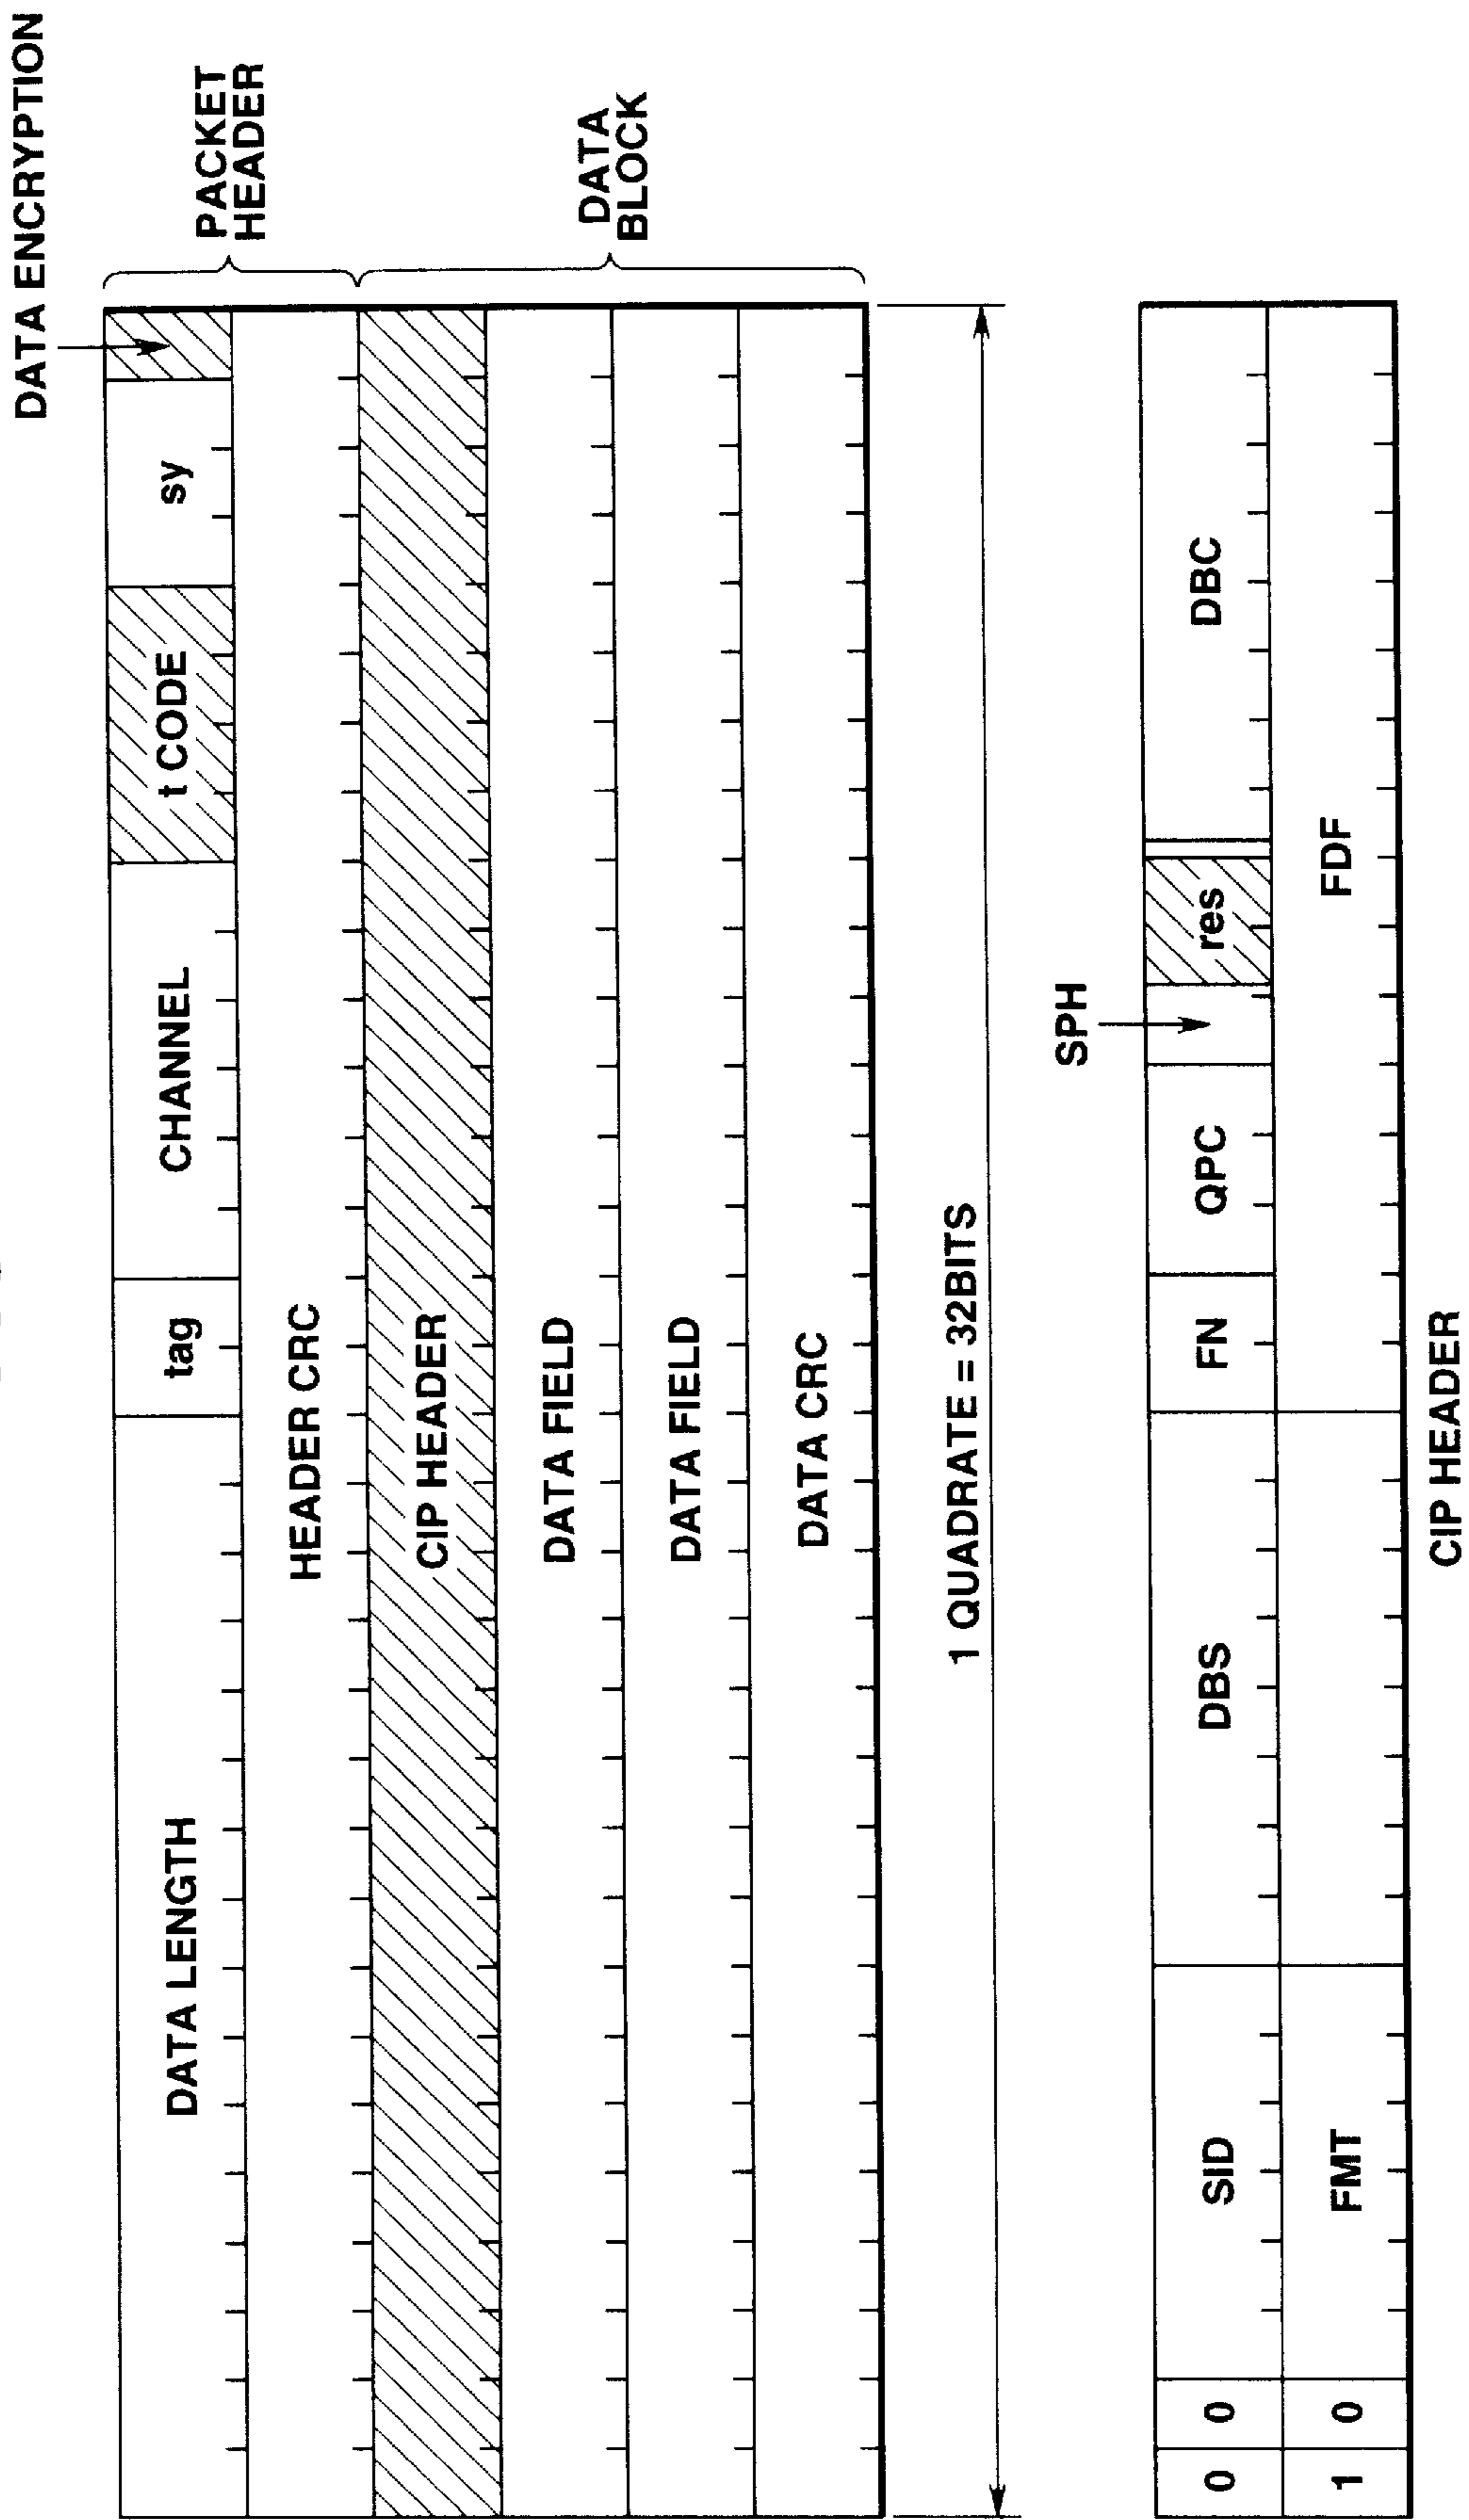 DATA ENCRYPTION
DATA LENGTH tag CHANNEL t CODE sy
PACKET
HEADER
HEADER CRC
CIP HEADER
DATA FIELD
DATA
BLOCK
DATA FIELD
DATA CRC
1 QUADRATE = 32BITS
SPH
0 0 SID DBS FN QPC res DBC
1 0 FMT FDF
CIP HEADER